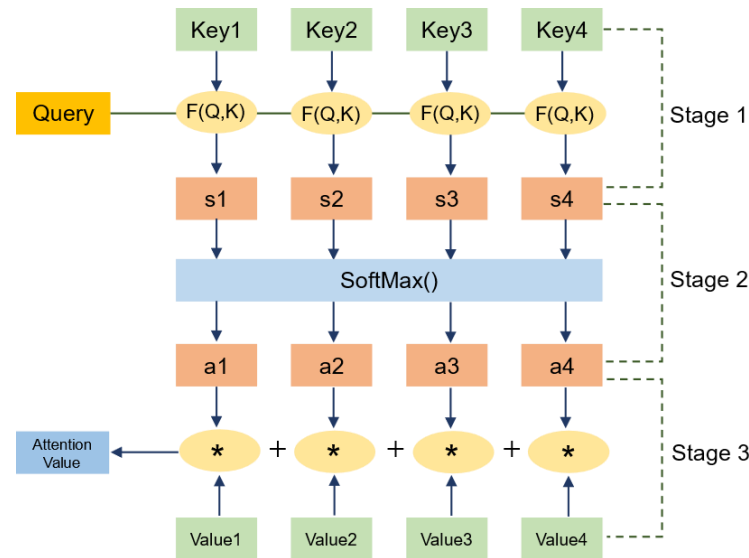 Key1 Key2 Key3 Key4
Query F(Q,K) F(Q,K) F(Q,K) F(Q,K) Stage 1
s1 s2 s3 s4
SoftMax() Stage 2
a1 a2 a3 a4
Attention
Value
* + * + * + * Stage 3
Value1 Value2 Value3 Value4